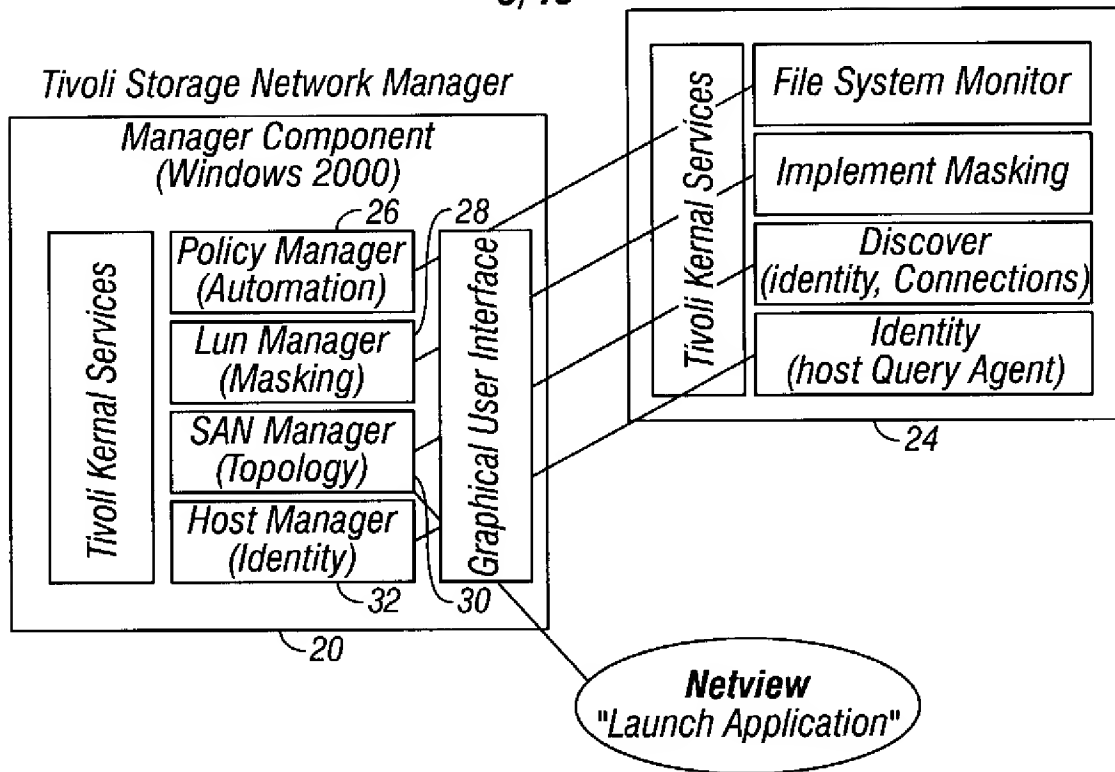 Tivoli Storage Network Manager
Manager Component
(Windows 2000)
26
28
Tivoli Kernal Services
Policy Manager
(Automation)
Lun Manager
(Masking)
SAN Manager
(Topology)
Host Manager
(Identity)
Graphical User Interface
32
30
20
Tivoli Kernal Services
File System Monitor
Implement Masking
Discover
(identity, Connections)
Identity
(host Query Agent)
24
Netview
"Launch Application"